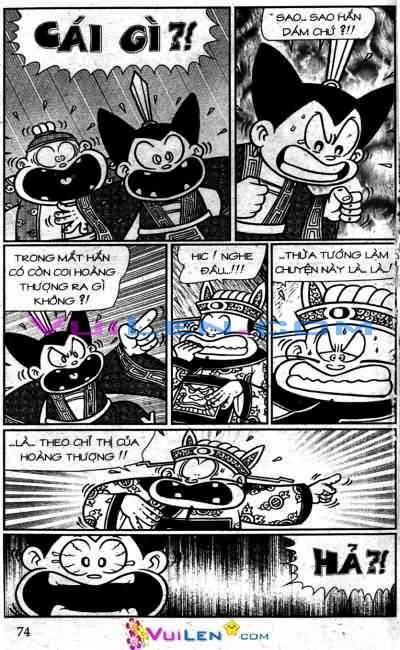 CÁI GÌ?!
"SAO... SAO HẮN
DÁM CHỨ ?!!
TRONG MẮT HẮN
CÓ CÒN COI HOÀNG
THƯỢNG RA GÌ
KHÔNG ?!
HIC ! NGHE
ĐÂU...!!!
...THỪA TƯỚNG LÀM
CHUYỆN NÀY LÀ.. LÀ..!
VUILEN.COM
...LÀ... THEO CHỈ THỊ CỦA
HOÀNG THƯỢNG !!
HẢ?!
74
VUILEN.COM